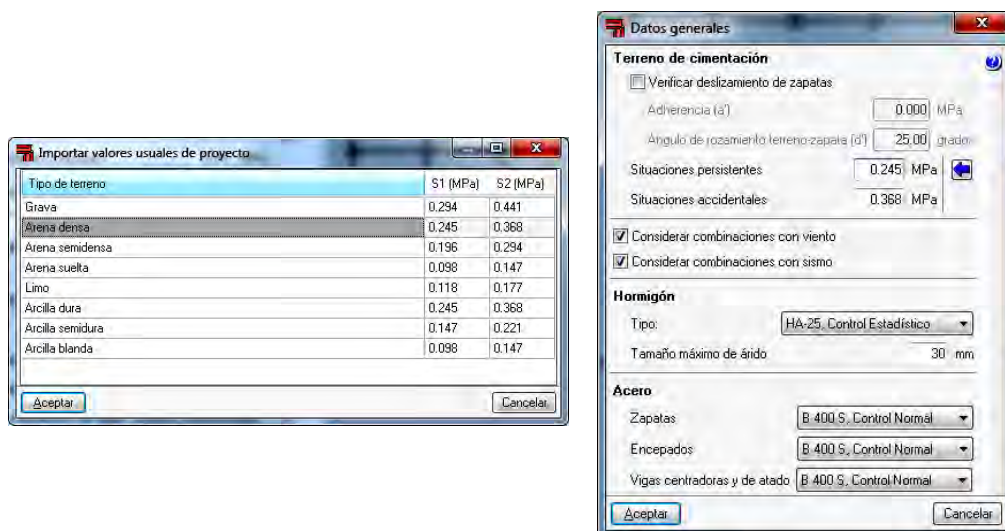 Importar valores usuales de proyecto
Tipo de terreno S1 (MPa) S2 (MPa)
Grava 0.294 0.441
Arena densa 0.245 0.368
Arena semidensa 0.196 0.294
Arena suelta 0.098 0.147
Limo 0.118 0.177
Arcilla dura 0.245 0.368
Arcilla semidura 0.147 0.221
Arcilla blanda 0.098 0.147
Aceptar Cancelar
Datos generales
Terreno de cimentación
Verificar deslizamiento de zapatas
Adherencia (a') 0.000 MPa
Angulo de rozamiento terreno-zapata (d') 25.00 grado
Situaciones persistentes 0.245 MPa
Situaciones accidentales 0.368 MPa
Considerar combinaciones con viento
Considerar combinaciones con sismo
Hormigón
Tipo: HA-25, Control Estadístico
Tamaño máximo de árido 30 mm
Acero
Zapatas B 400 S, Control Normal
Encepados B 400 S, Control Normal
Vigas centradoras y de atado B 400 S, Control Normal
Aceptar Cancelar